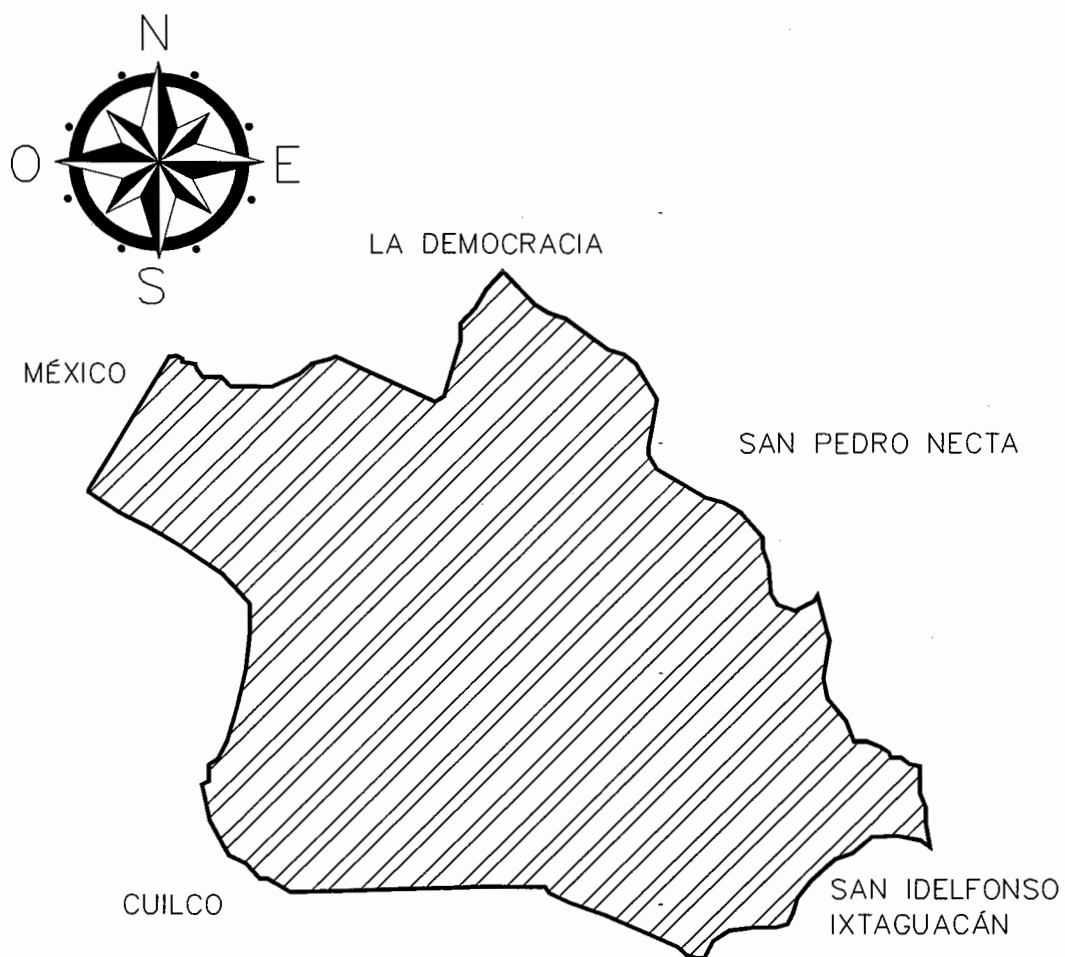 N
O
E
S
LA DEMOCRACIA
MÉXICO
SAN PEDRO NECTA
CUILCO
SAN IDELFONSO
IXTAGUACÁN